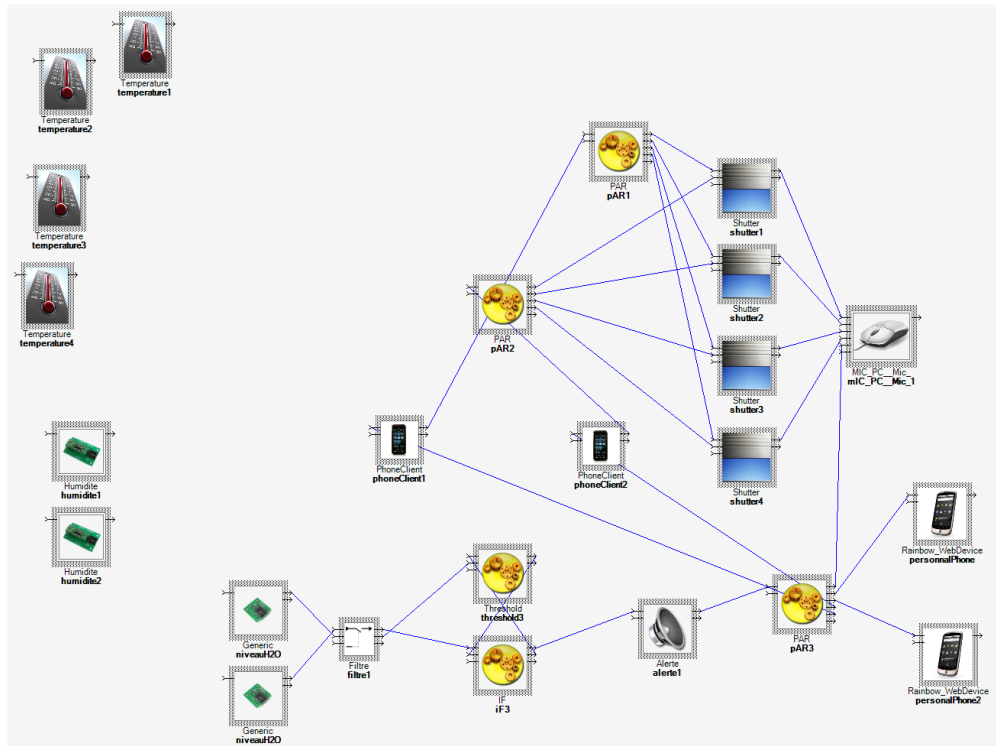 Temperature
temperature1
Temperature
temperature2
Temperature
temperature3
Temperature
temperature4
PAR
pAR1
Shutter
shutter1
Shutter
shutter2
PAR
pAR2
MIC_PC__Mic_
mIC_PC__Mic_1
Shutter
shutter3
PhoneClient
phoneClient1
PhoneClient
phoneClient2
Shutter
shutter4
Humidite
humidite1
Humidite
humidite2
Rainbow_WebDevice
personnalPhone
Threshold
threshold3
Generic
niveauH2O
Filtre
filtre1
PAR
pAR3
Alerte
alerte1
IF
iF3
Rainbow_WebDevice
personalPhone2
Generic
niveauH2O